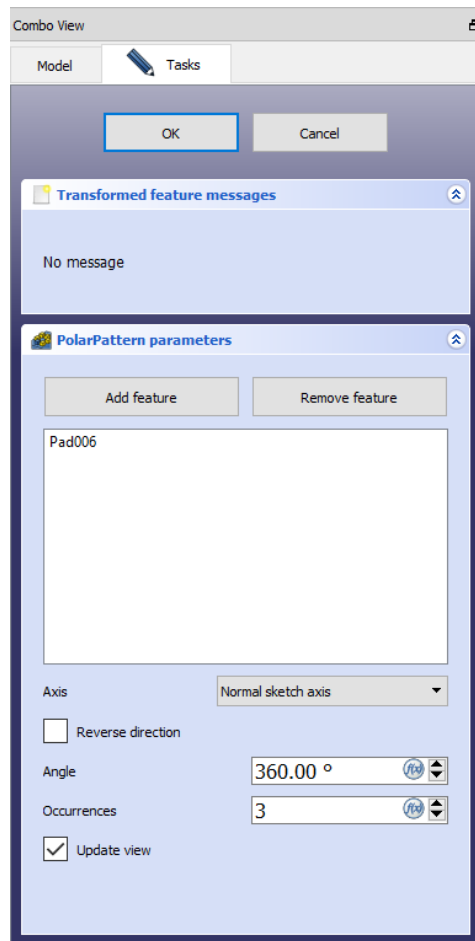 Combo View
Model
Tasks
OK
Cancel
Transformed feature messages
No message
PolarPattern parameters
Add feature
Remove feature
Pad006
Axis
Normal sketch axis
Reverse direction
Angle
360.00 °
f(x)
Occurrences
3
f(x)
Update view